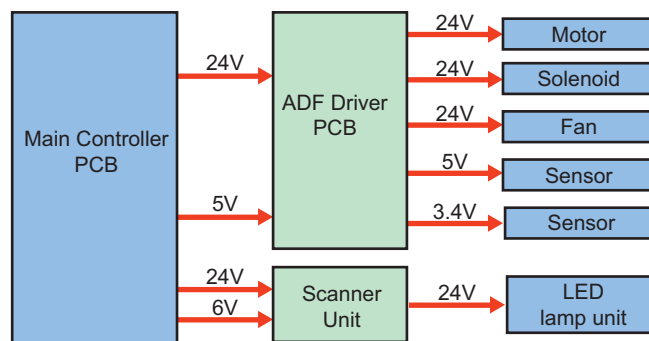 Main Controller
PCB
24V
5V
24V
6V
ADF Driver
PCB
Scanner
Unit
24V
Motor
24V
Solenoid
24V
Fan
5V
Sensor
3.4V
Sensor
24V
LED
lamp unit